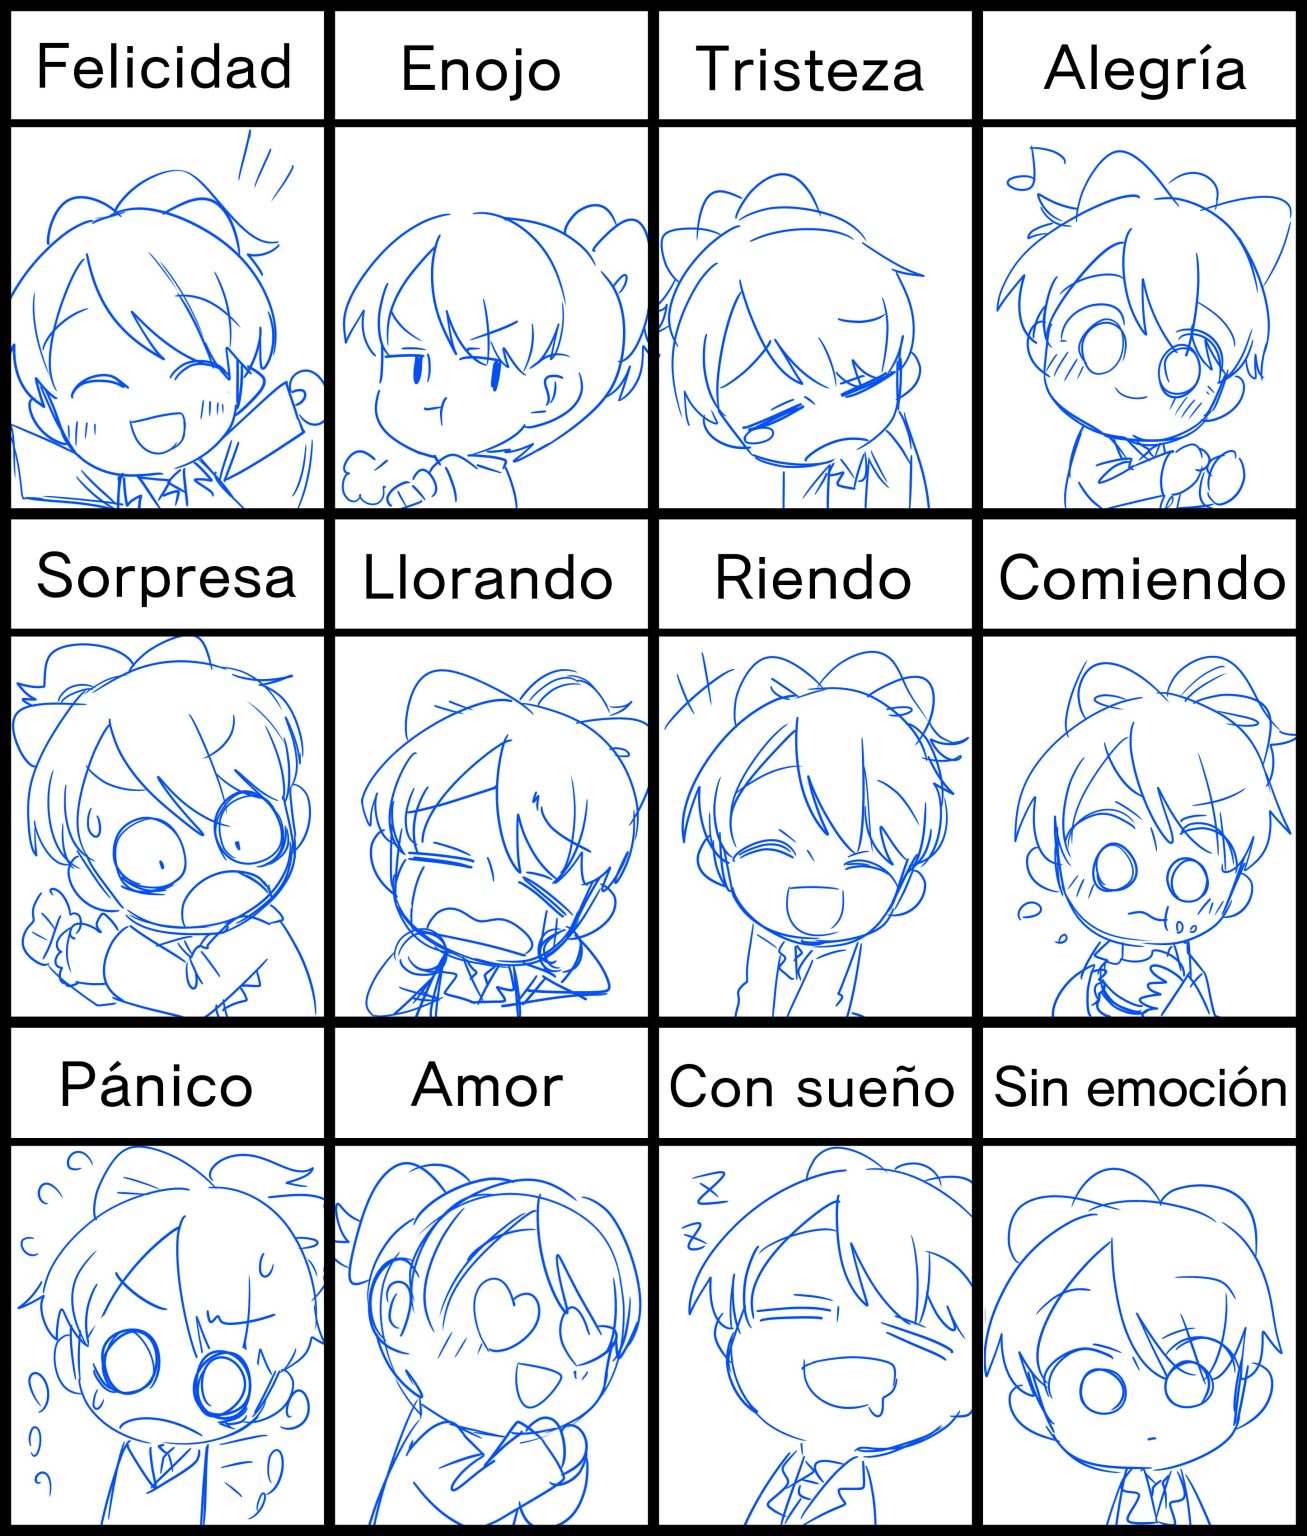 Felicidad
Enojo
Tristeza
Alegría
Sorpresa
Llorando
Riendo
Comiendo
Pánico
Amor
Con sueño
Sin emoción
Z
Z